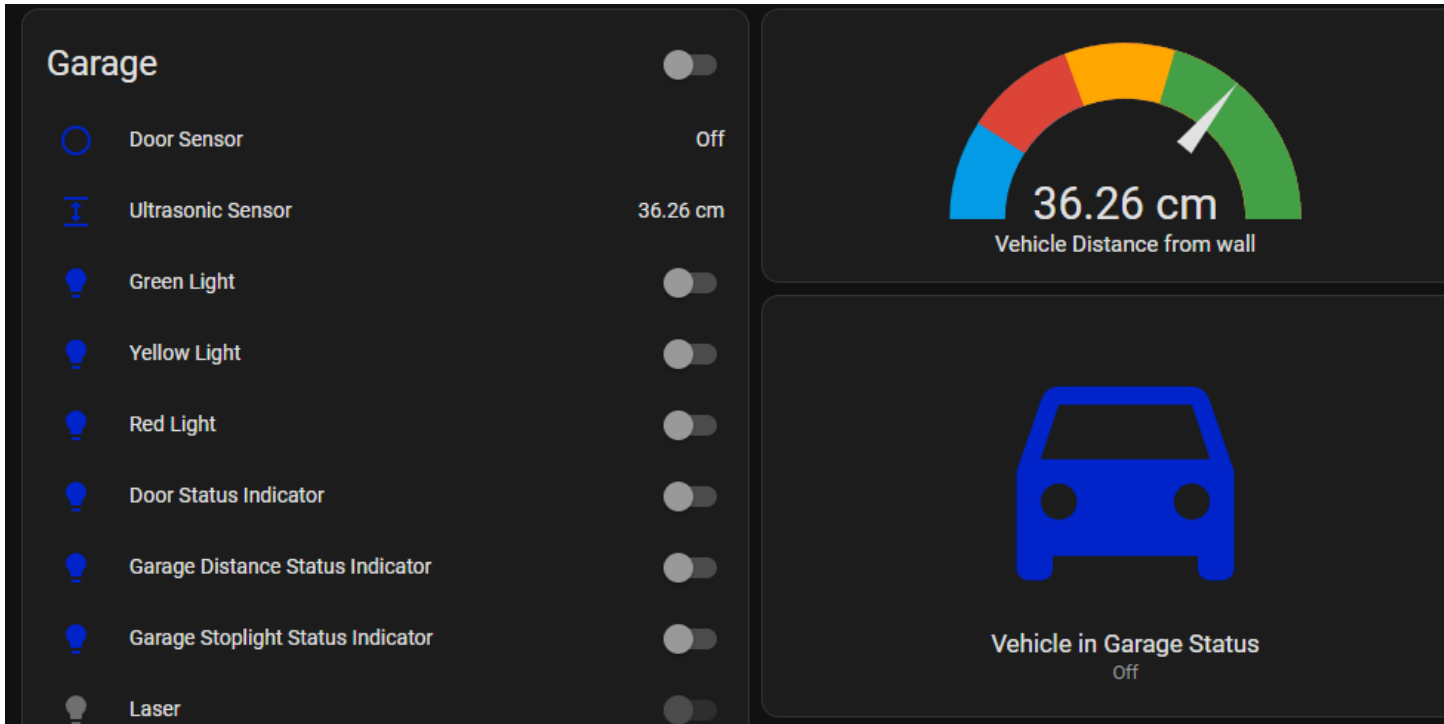 Garage
Door Sensor Off
Ultrasonic Sensor 36.26 cm
Green Light
Yellow Light
Red Light
Door Status Indicator
Garage Distance Status Indicator
Garage Stoplight Status Indicator
Laser
36.26 cm
Vehicle Distance from wall
Vehicle in Garage Status
Off